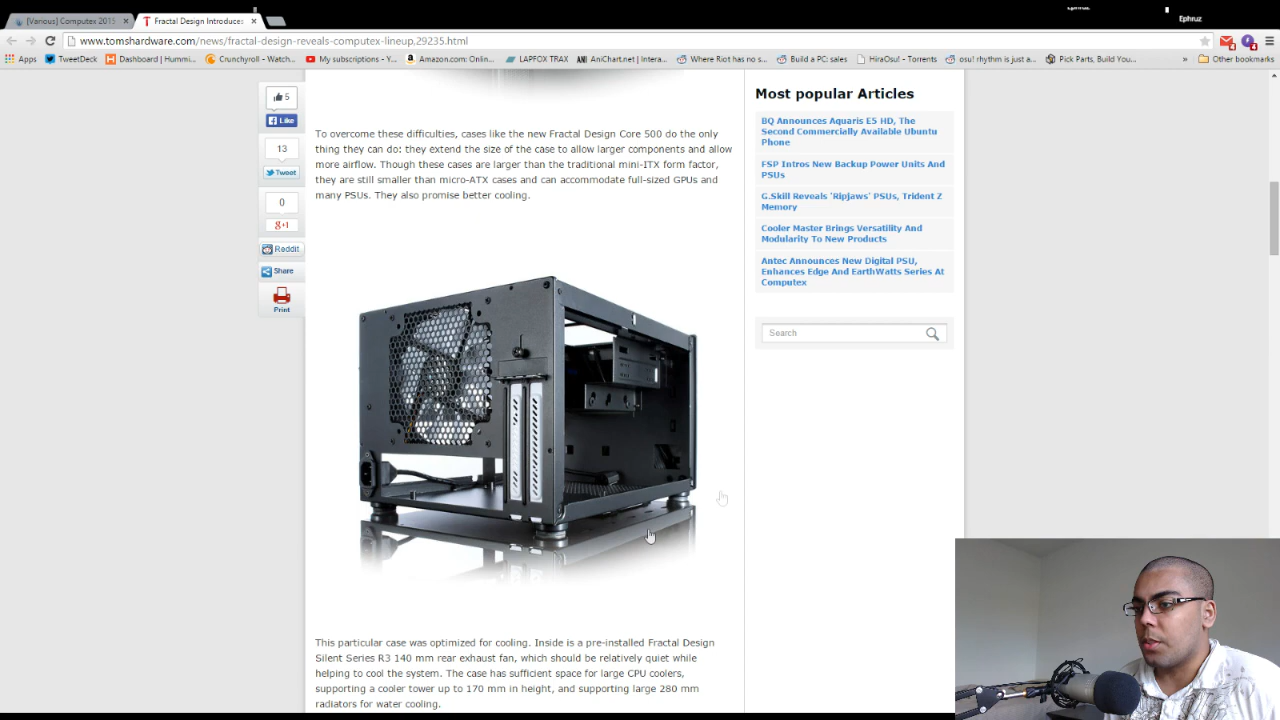 Ephruz
[Various] Computex 2015
Fractal Design Introduces
Ephruz
www.tomshardware.com/news/fractal-design-reveals-computex-lineup,29235.html
Apps
TweetDeck
Dashboard | Hummi...
Crunchyroll - Watch...
My subscriptions - Y...
Amazon.com: Onlin...
LAPFOX TRAX
AniChart.net | Intera...
Where Riot has no s...
Build a PC: sales
HiraOsu! - Torrents
osu! rhythm is just a...
Pick Parts, Build You...
»
Other bookmarks
5
Like
13
Tweet
0
g+1
Reddit
Share
Print
To overcome these difficulties, cases like the new Fractal Design Core 500 do the only
thing they can do: they extend the size of the case to allow larger components and allow
more airflow. Though these cases are larger than the traditional mini-ITX form factor,
they are still smaller than micro-ATX cases and can accommodate full-sized GPUs and
many PSUs. They also promise better cooling.
This particular case was optimized for cooling. Inside is a pre-installed Fractal Design
Silent Series R3 140 mm rear exhaust fan, which should be relatively quiet while
helping to cool the system. The case has sufficient space for large CPU coolers,
supporting a cooler tower up to 170 mm in height, and supporting large 280 mm
radiators for water cooling.
Most popular Articles
BQ Announces Aquaris E5 HD, The
Second Commercially Available Ubuntu
Phone
FSP Intros New Backup Power Units And
PSUs
G.Skill Reveals 'Ripjaws' PSUs, Trident Z
Memory
Cooler Master Brings Versatility And
Modularity To New Products
Antec Announces New Digital PSU,
Enhances Edge And EarthWatts Series At
Computex
Search